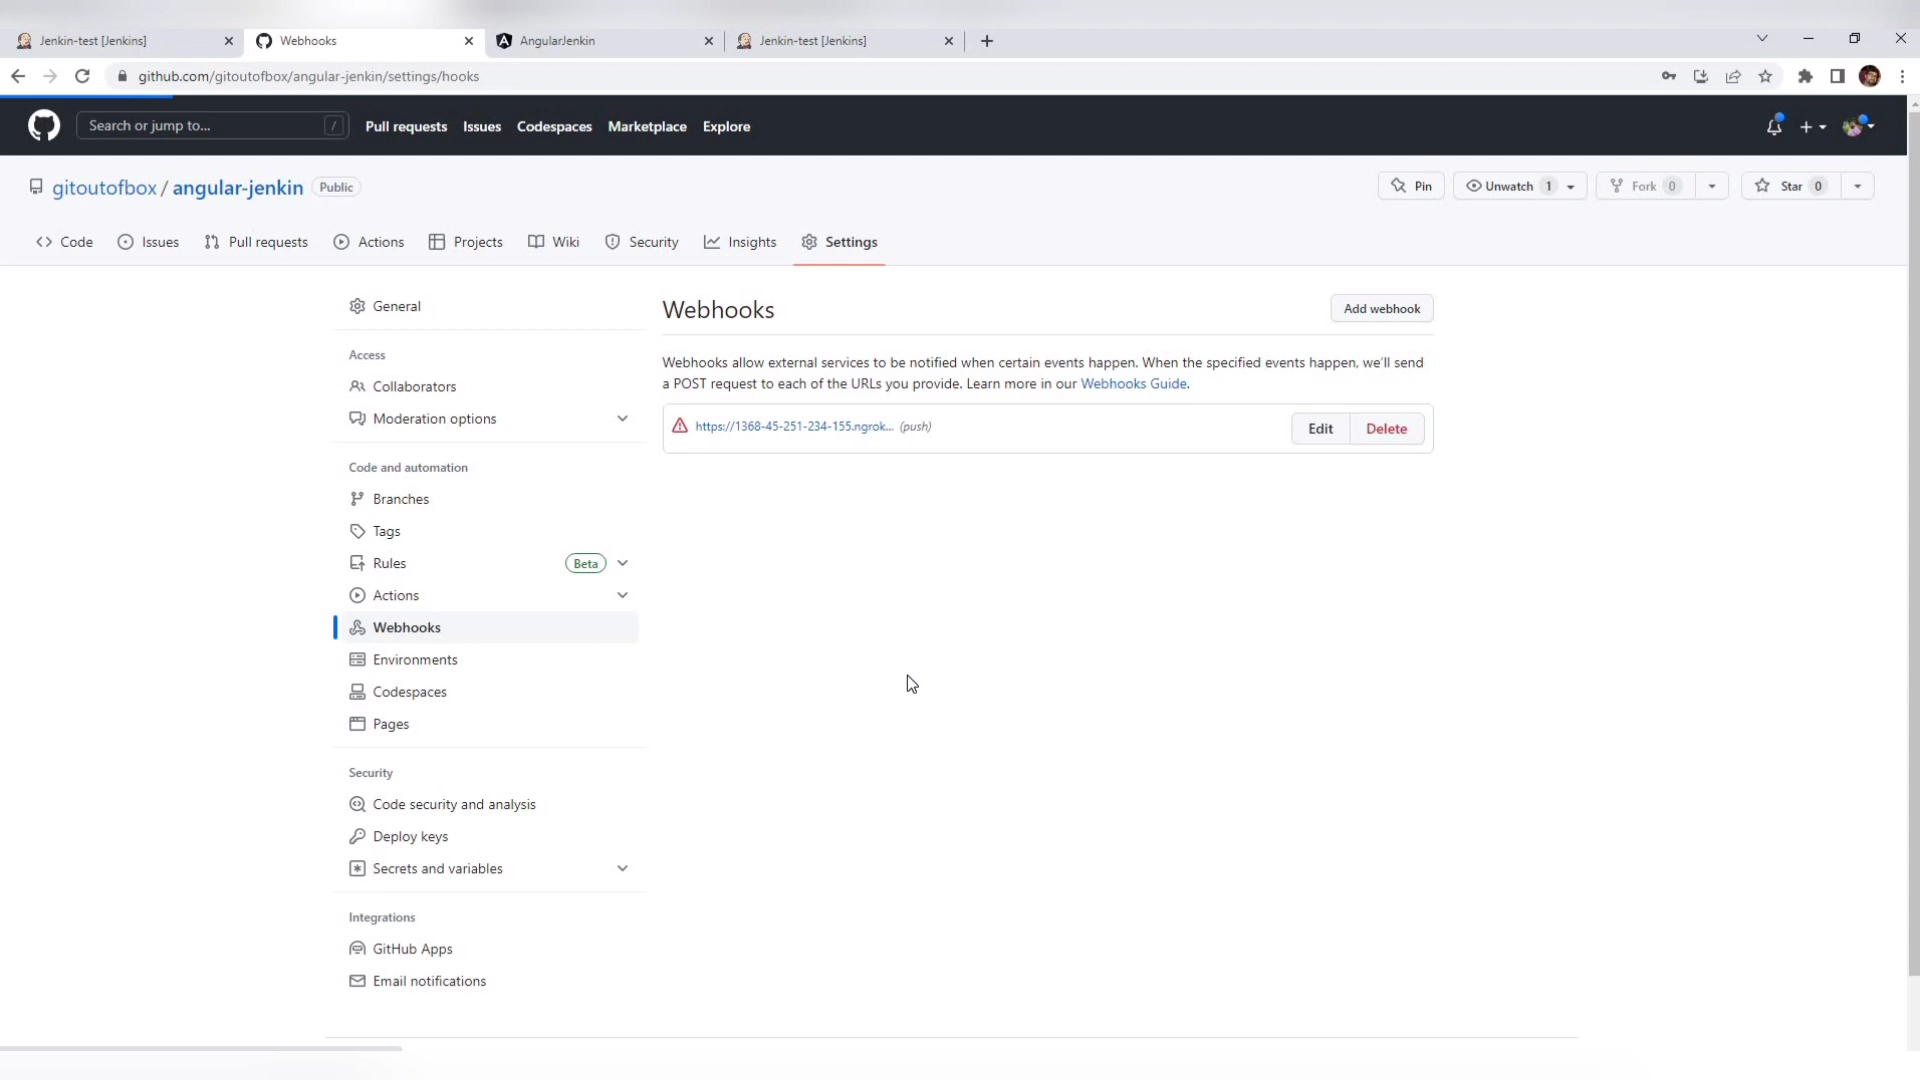 Jenkin-test [Jenkins]
Webhooks
AngularJenkin
Jenkin-test [Jenkins]
github.com/gitoutofbox/angular-jenkin/settings/hooks
Search or jump to... /
Pull requests Issues Codespaces Marketplace Explore
gitoutofbox / angular-jenkin Public
Pin Unwatch 1 Fork 0 Star 0
Code Issues Pull requests Actions Projects Wiki Security Insights Settings
General
Access
Collaborators
Moderation options
Code and automation
Branches
Tags
Rules Beta
Actions
Webhooks
Environments
Codespaces
Pages
Security
Code security and analysis
Deploy keys
Secrets and variables
Integrations
GitHub Apps
Email notifications
Webhooks
Add webhook
Webhooks allow external services to be notified when certain events happen. When the specified events happen, we'll send
a POST request to each of the URLs you provide. Learn more in our Webhooks Guide.
https://1368-45-251-234-155.ngrok... (push)
Edit Delete